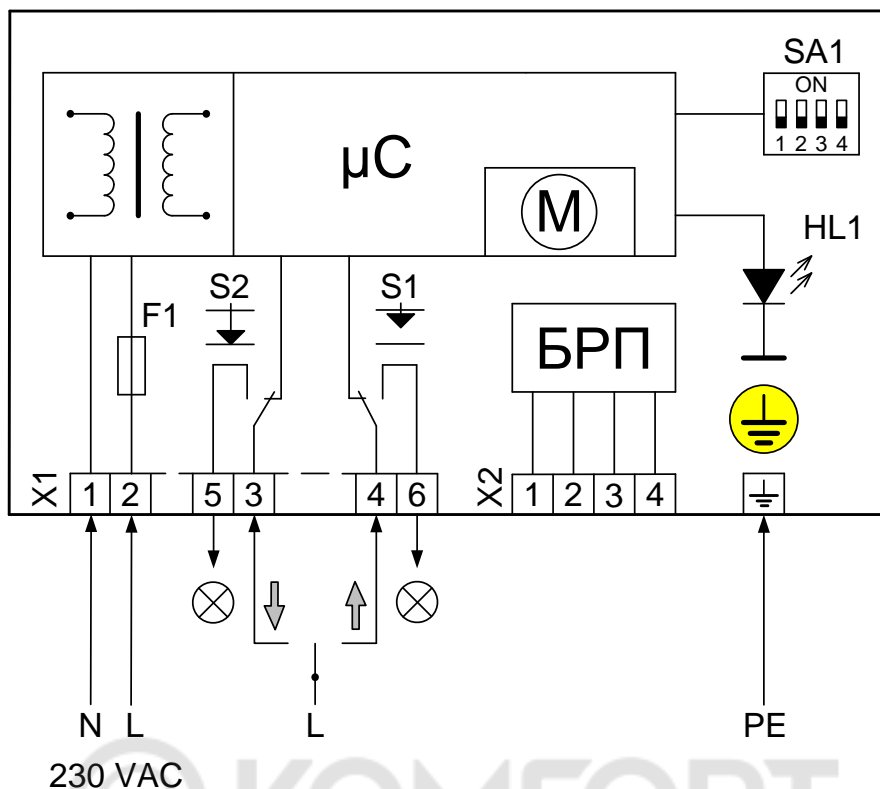 SA1
ON
1 2 3 4
μC
M
HL1
S2
S1
F1
БРП
X1
1 2 5 3 4 6
X2
1 2 3 4
N L
L
PE
230 VAC
KOMFORT